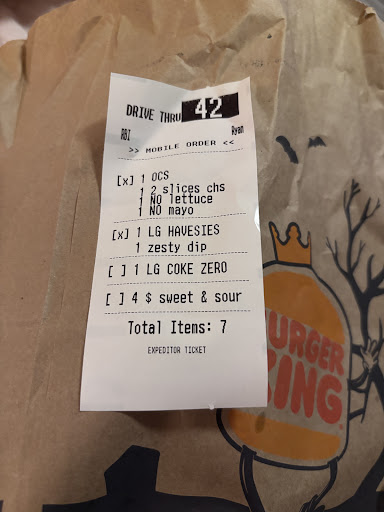 DRIVE THRU 42
RBI Ryan
>> MOBILE ORDER <<
[x] 1 OCS
1 2 slices chs
1 NO lettuce
1 NO mayo
[x] 1 LG HAVESIES
1 zesty dip
[ ] 1 LG COKE ZERO
[ ] 4 $ sweet & sour
Total Items: 7
EXPEDITOR TICKET
BURGER
KING